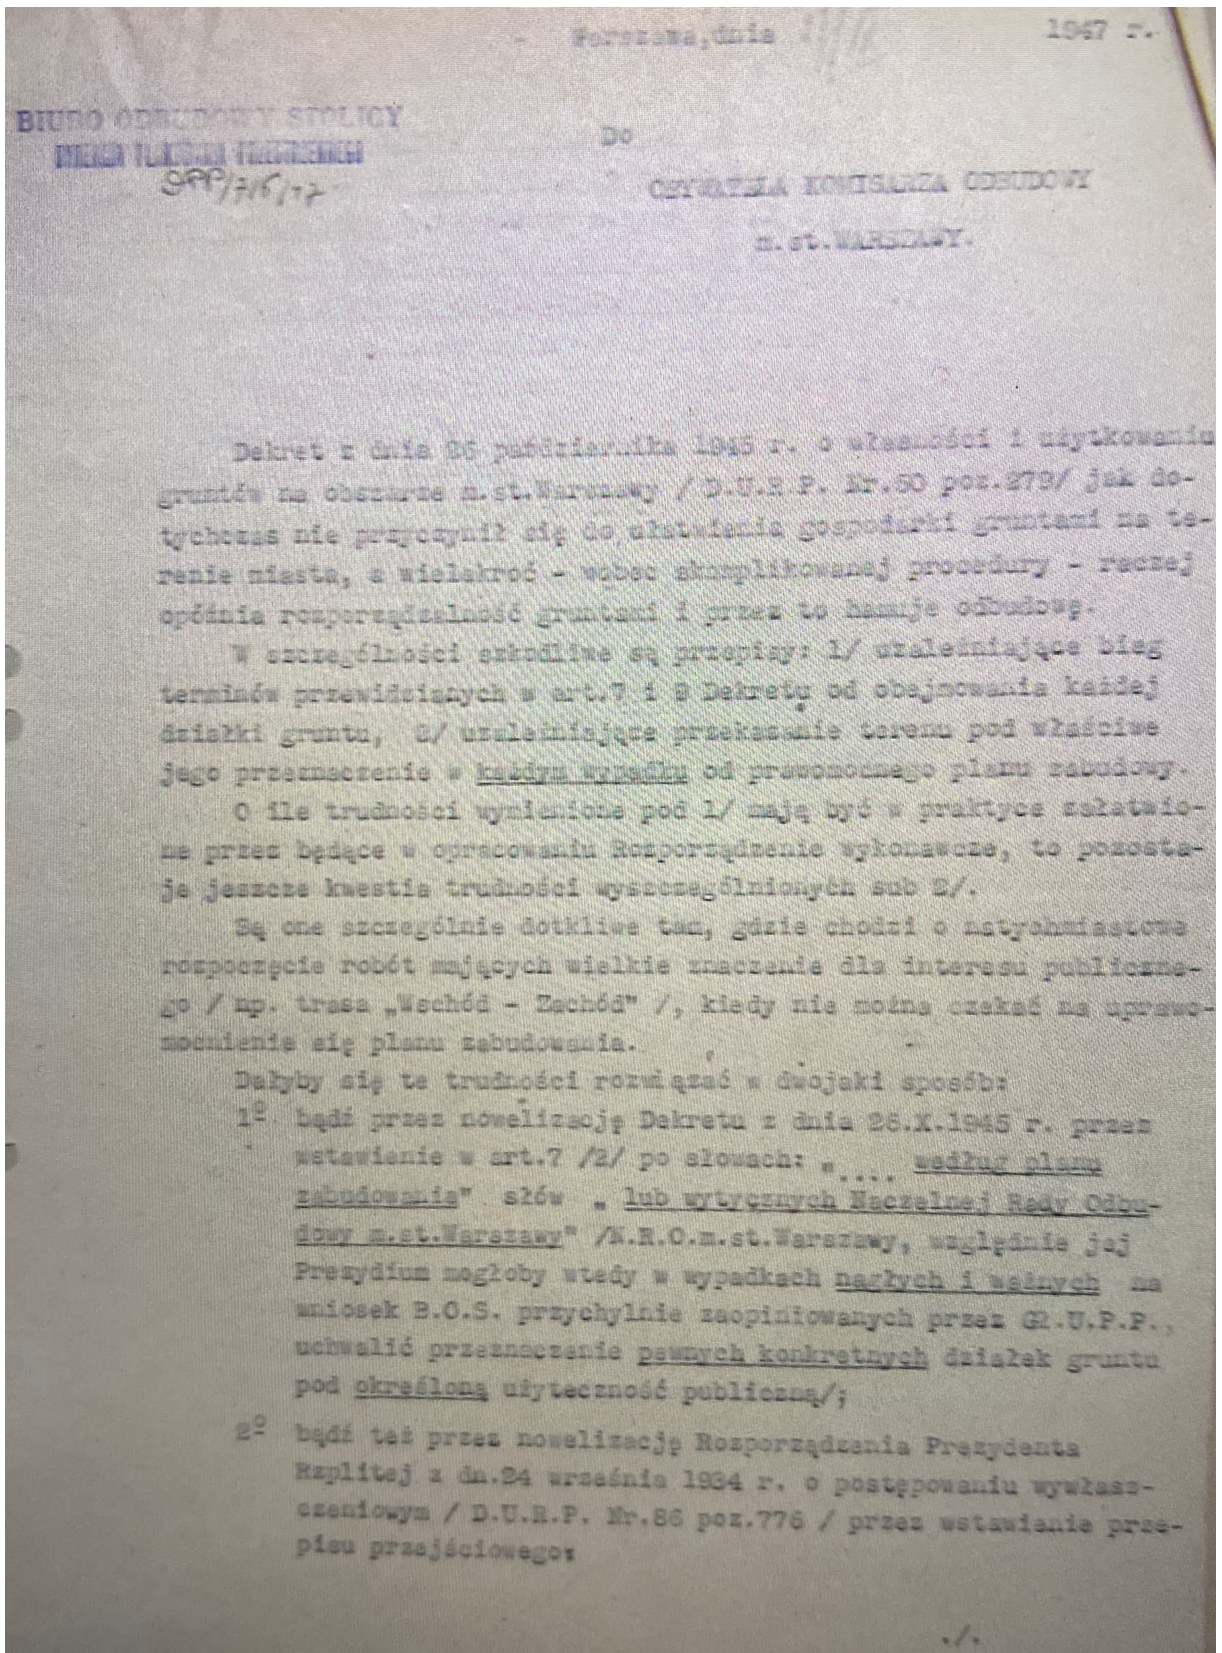 - Warszawa, dnia 1947 r.
BIURO ODBUDOWY STOLICY
Do
OBYWATELA KOMISARZA ODBUDOWY
m.st.WARSZAWY.
Dekret z dnia 26 października 1945 r. o własności i użytkowaniu
gruntów na obszarze m.st.Warszawy / D.U.R.P. Nr.50 poz.279/ jak do-
tychczas nie przyczynił się do ułatwienia gospodarki gruntami na te-
renie miasta, a wielekroć - wobec skomplikowanej procedury - raczej
opóźnia rozporządzalność gruntami i przez to hamuje odbudowę.
W szczególności szkodliwe są przepisy: 1/ uzależniające bieg
terminów przewidzianych w art.7 i 8 Dekretu od obejmowania każdej
działki gruntu, 2/ uzależniające przekazanie terenu pod właściwe
jego przeznaczenie w każdym wypadku od prawomocnego planu zabudowy.
O ile trudności wymienione pod 1/ mają być w praktyce załatwio-
ne przez będące w opracowaniu Rozporządzenie wykonawcze, to pozosta-
je jeszcze kwestia trudności wyszczególnionych sub 2/.
Są one szczególnie dotkliwe tam, gdzie chodzi o natychmiastowe
rozpoczęcie robót mających wielkie znaczenie dla interesu publiczne-
go / np. trasa „Wschód - Zachód" /, kiedy nie można czekać na uprawo-
mocnienie się planu zabudowania.
Dałyby się te trudności rozwiązać w dwojaki sposób:
1º bądź przez nowelizację Dekretu z dnia 26.X.1945 r. przez
wstawienie w art.7 /2/ po słowach: „.... według planu
zabudowania" słów „ lub wytycznych Naczelnej Rady Odbu-
dowy m.st.Warszawy" /N.R.O.m.st.Warszawy, względnie jej
Prezydium mogłoby wtedy w wypadkach nagłych i ważnych na
wniosek B.O.S. przychylnie zaopiniowanych przez Gł.U.P.P.,
uchwalić przeznaczenie pewnych konkretnych działek gruntu
pod określoną użyteczność publiczną/;
2º bądź też przez nowelizację Rozporządzenia Prezydenta
Rzplitej z dn.24 września 1934 r. o postępowaniu wywłasz-
czeniowym / D.U.R.P. Nr.86 poz.776 / przez wstawianie prze-
pisu przejściowego:
./.